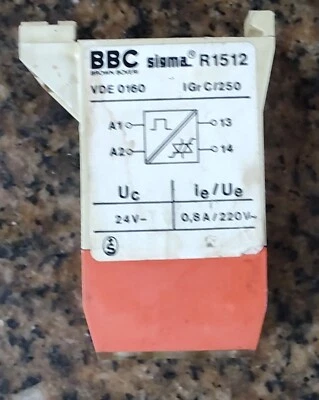 BBC sigma® R1512
BROWN BOVERI
VDE 0160 IGrC/250
A1 13
A2 14
Uc Ie/Ue
24V- 0,8A/220V~